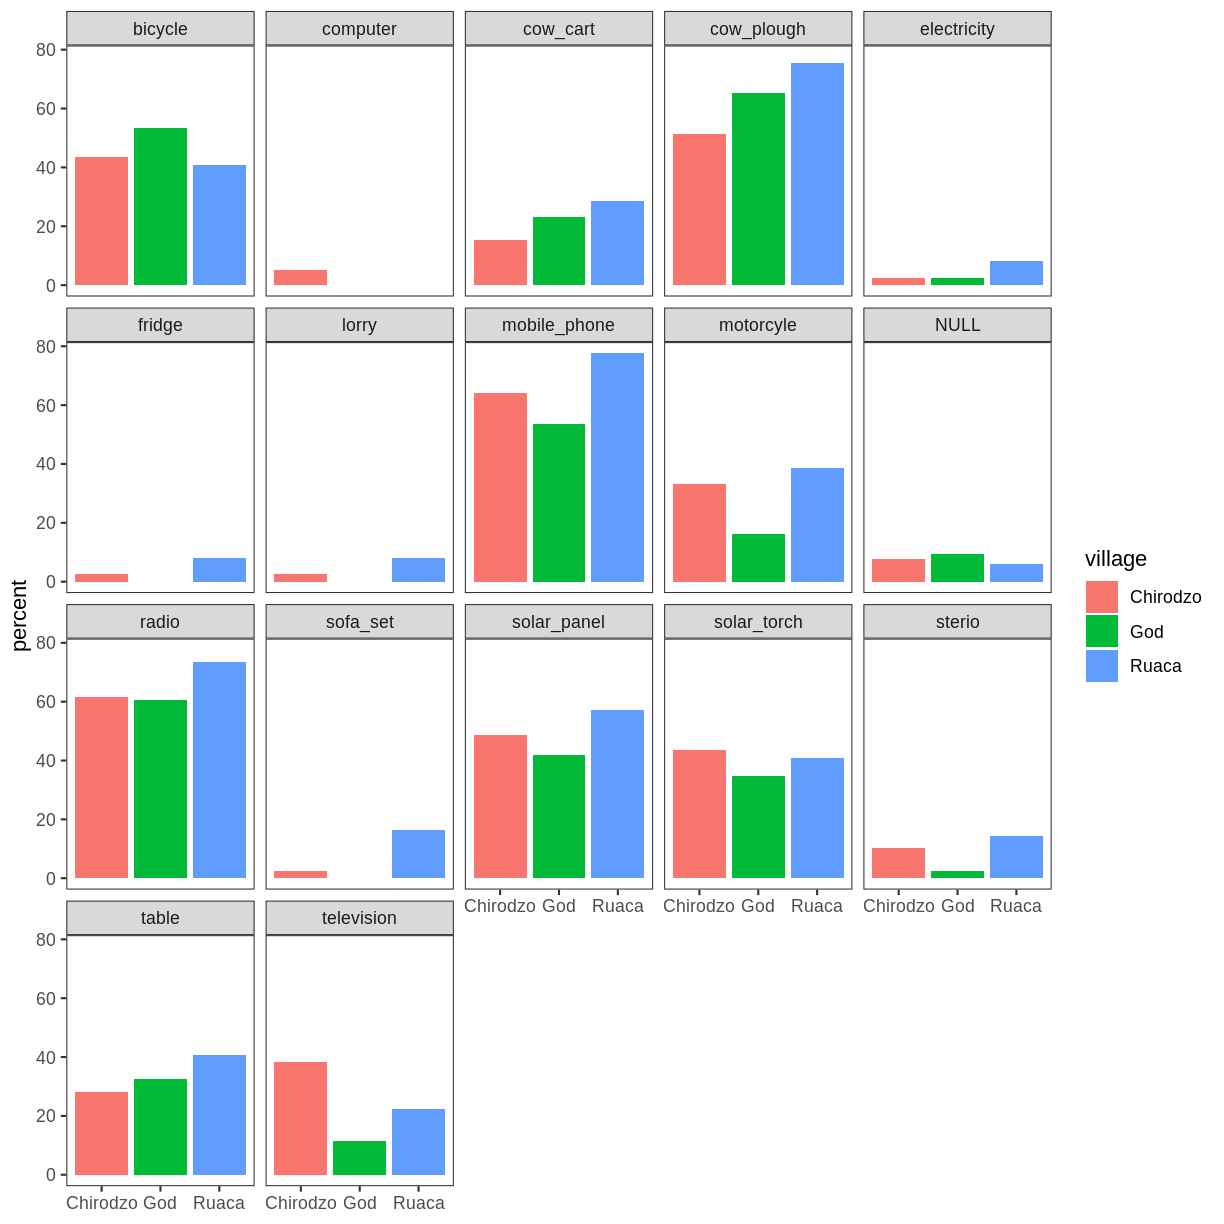 bicycle computer cow_cart cow_plough electricity
80
60
40
20
0
fridge lorry mobile_phone motorcyle NULL
80
60
40
20
0
radio sofa_set solar_panel solar_torch sterio
80
60
40
20
0
Chirodzo God Ruaca Chirodzo God Ruaca Chirodzo God Ruaca
table television
80
60
40
20
0
Chirodzo God Ruaca Chirodzo God Ruaca
percent
village
Chirodzo
God
Ruaca